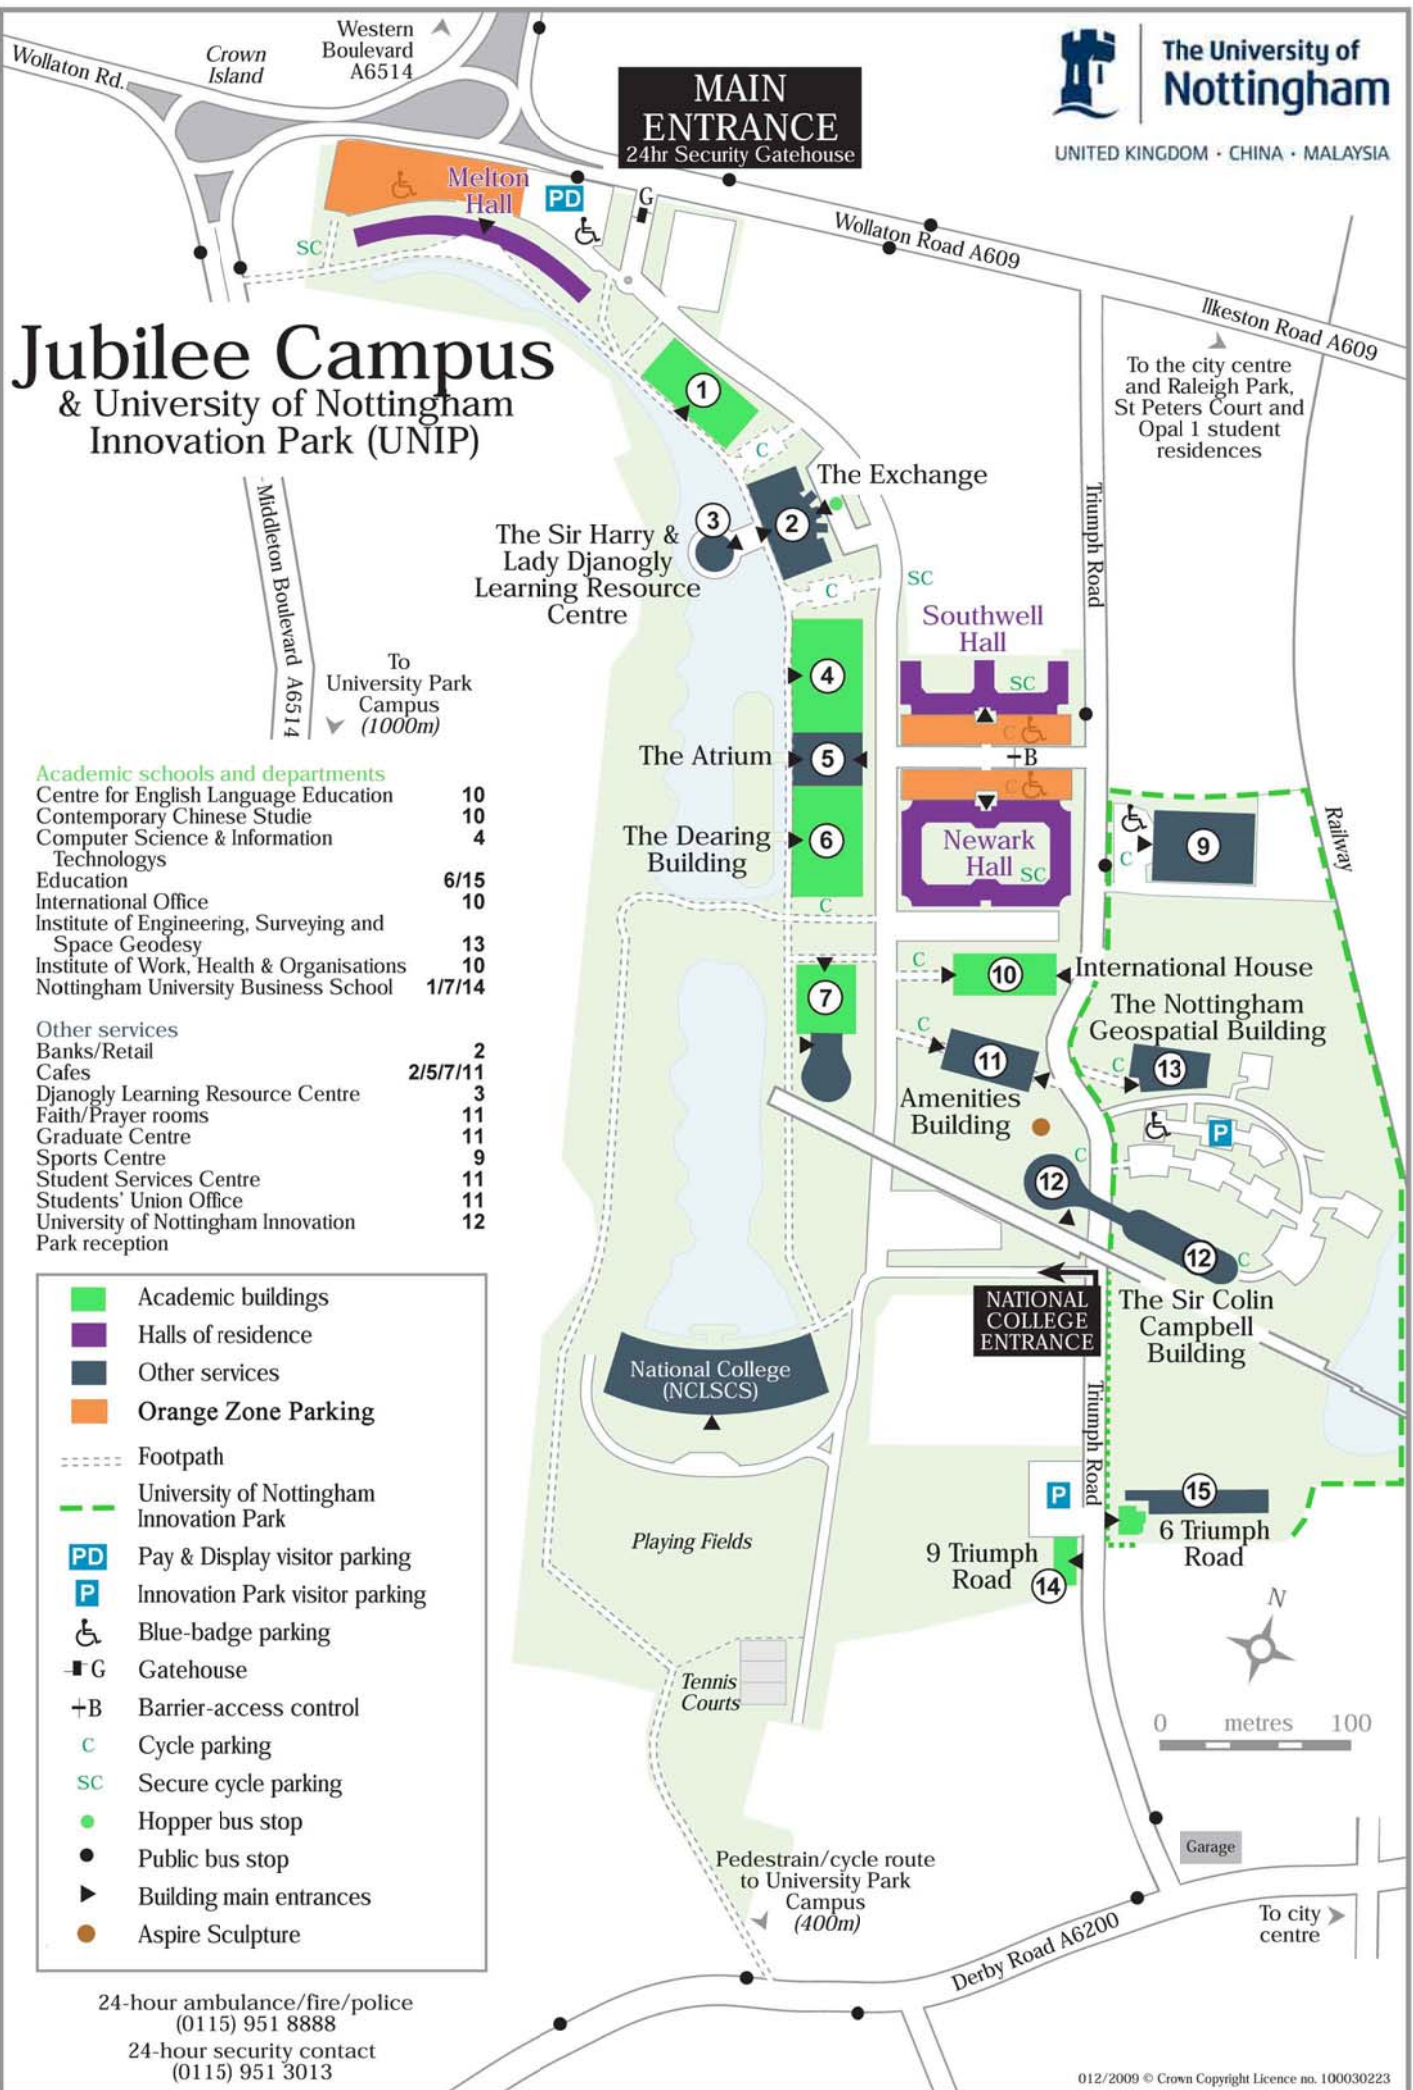 Western
Boulevard
A6514
Crown
Island
Wollaton Rd.
MAIN
ENTRANCE
24hr Security Gatehouse
The University of
Nottingham
UNITED KINGDOM · CHINA · MALAYSIA
Melton
Hall
PD
G
SC
Wollaton Road A609
Ilkeston Road A609
To the city centre
and Raleigh Park,
St Peters Court and
Opal 1 student
residences
Jubilee Campus
& University of Nottingham
Innovation Park (UNIP)
1
C
The Exchange
2
3
The Sir Harry &
Lady Djanogly
Learning Resource
Centre
C
SC
Middleton Boulevard A6514
Triumph Road
To
University Park
Campus
(1000m)
Southwell
Hall
SC
4
C
The Atrium
5
B
C
The Dearing
Building
6
Newark
Hall
SC
C
9
C
Railway
Academic schools and departments
Centre for English Language Education 10
Contemporary Chinese Studie 10
Computer Science & Information 4
Technologys
Education 6/15
International Office 10
Institute of Engineering, Surveying and
Space Geodesy 13
Institute of Work, Health & Organisations 10
Nottingham University Business School 1/7/14
Other services
Banks/Retail 2
Cafes 2/5/7/11
Djanogly Learning Resource Centre 3
Faith/Prayer rooms 11
Graduate Centre 11
Sports Centre 9
Student Services Centre 11
Students' Union Office 11
University of Nottingham Innovation 12
Park reception
7
C
10
International House
The Nottingham
Geospatial Building
C
11
C
13
Amenities
Building
P
C
12
12
C
NATIONAL
COLLEGE
ENTRANCE
The Sir Colin
Campbell
Building
National College
(NCLSCS)
Triumph Road
P
15
6 Triumph
Road
9 Triumph
Road
14
Playing Fields
Tennis
Courts
N
0 metres 100
Academic buildings
Halls of residence
Other services
Orange Zone Parking
Footpath
University of Nottingham
Innovation Park
PD Pay & Display visitor parking
P Innovation Park visitor parking
Blue-badge parking
G Gatehouse
B Barrier-access control
C Cycle parking
SC Secure cycle parking
Hopper bus stop
Public bus stop
Building main entrances
Aspire Sculpture
Garage
Pedestrain/cycle route
to University Park
Campus
(400m)
To city
centre
Derby Road A6200
24-hour ambulance/fire/police
(0115) 951 8888
24-hour security contact
(0115) 951 3013
012/2009 © Crown Copyright Licence no. 100030223